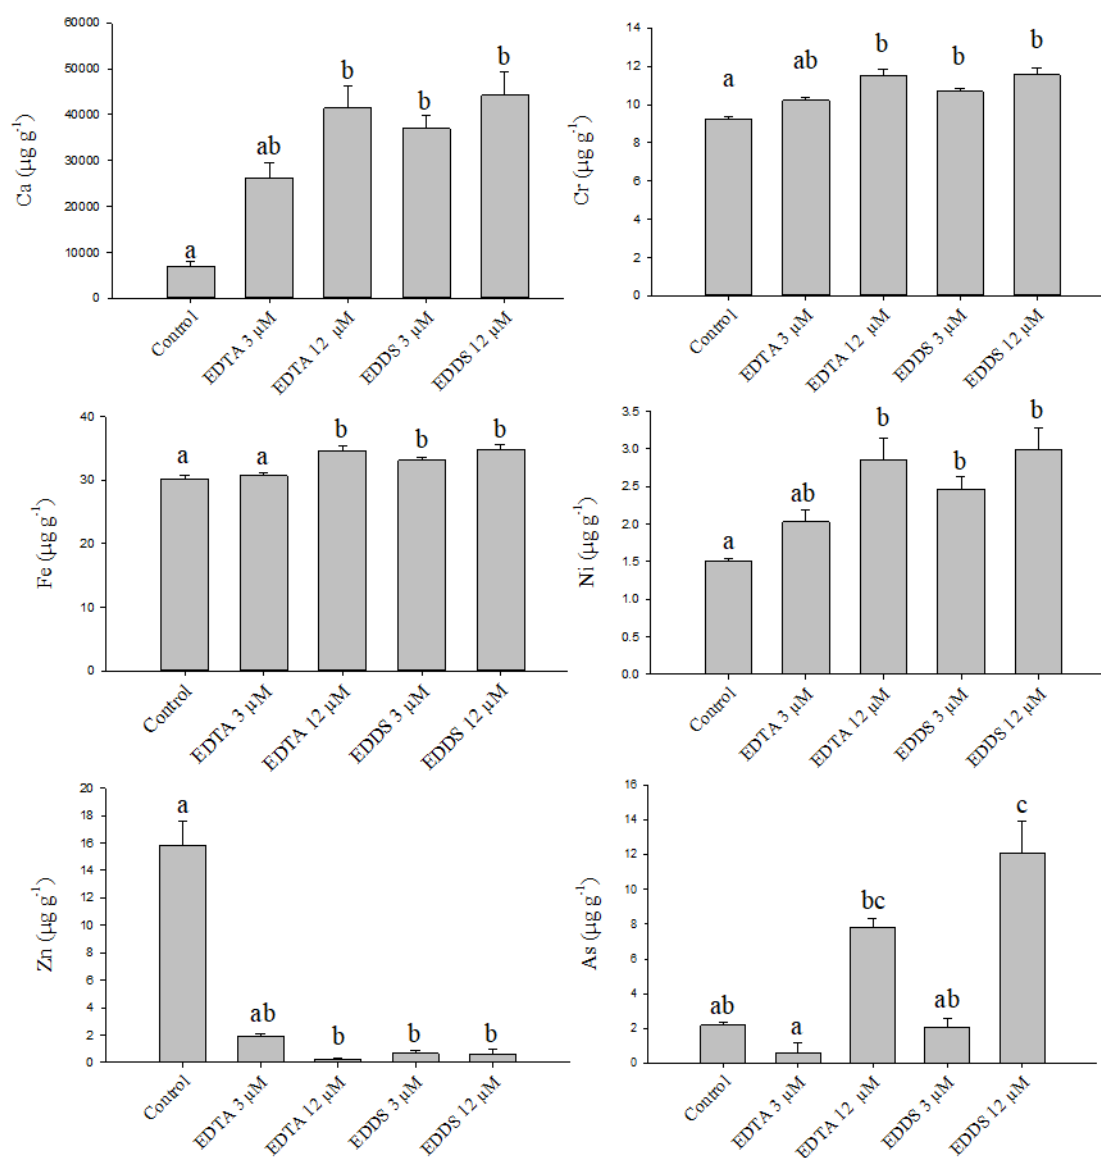 60000
50000
40000
30000
20000
10000
0
Ca (µg g-1)
a
ab
b
b
b
Control
EDTA 3 µM
EDTA 12 µM
EDDS 3 µM
EDDS 12 µM
14
12
10
8
6
4
2
0
Cr (µg g-1)
a
ab
b
b
b
Control
EDTA 3 µM
EDTA 12 µM
EDDS 3 µM
EDDS 12 µM
40
30
20
10
0
Fe (µg g-1)
a
a
b
b
b
Control
EDTA 3 µM
EDTA 12 µM
EDDS 3 µM
EDDS 12 µM
3.5
3.0
2.5
2.0
1.5
1.0
0.5
0.0
Ni (µg g-1)
a
ab
b
b
b
Control
EDTA 3 µM
EDTA 12 µM
EDDS 3 µM
EDDS 12 µM
20
18
16
14
12
10
8
6
4
2
0
Zn (µg g-1)
a
ab
b
b
b
Control
EDTA 3 µM
EDTA 12 µM
EDDS 3 µM
EDDS 12 µM
16
14
12
10
8
6
4
2
0
As (µg g-1)
ab
a
bc
ab
c
Control
EDTA 3 µM
EDTA 12 µM
EDDS 3 µM
EDDS 12 µM